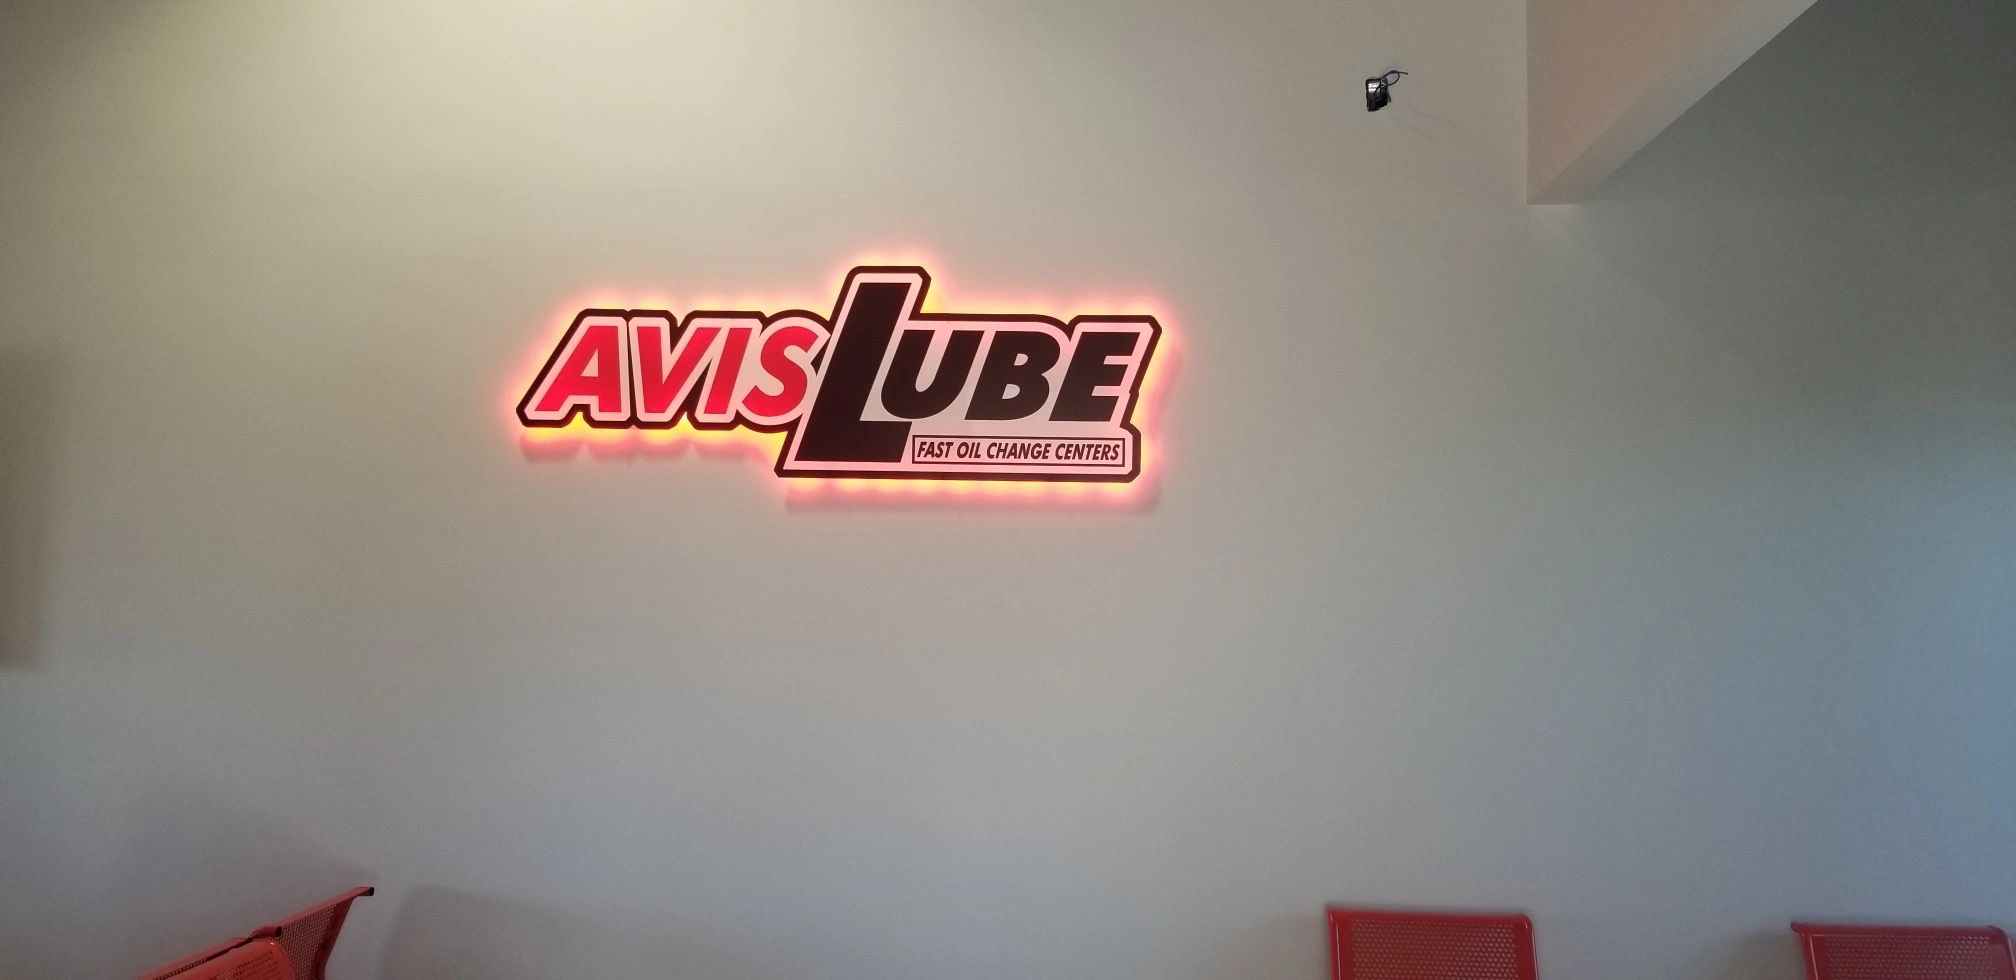 AVISLUBE
FAST OIL CHANGE CENTERS